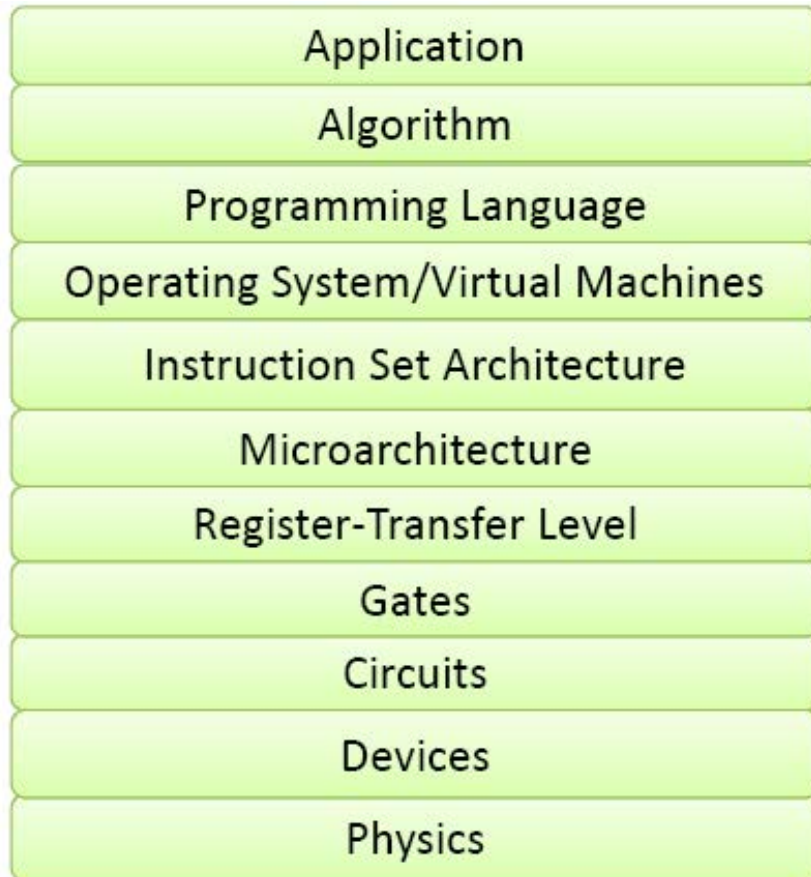 Application
Algorithm
Programming Language
Operating System/Virtual Machines
Instruction Set Architecture
Microarchitecture
Register-Transfer Level
Gates
Circuits
Devices
Physics